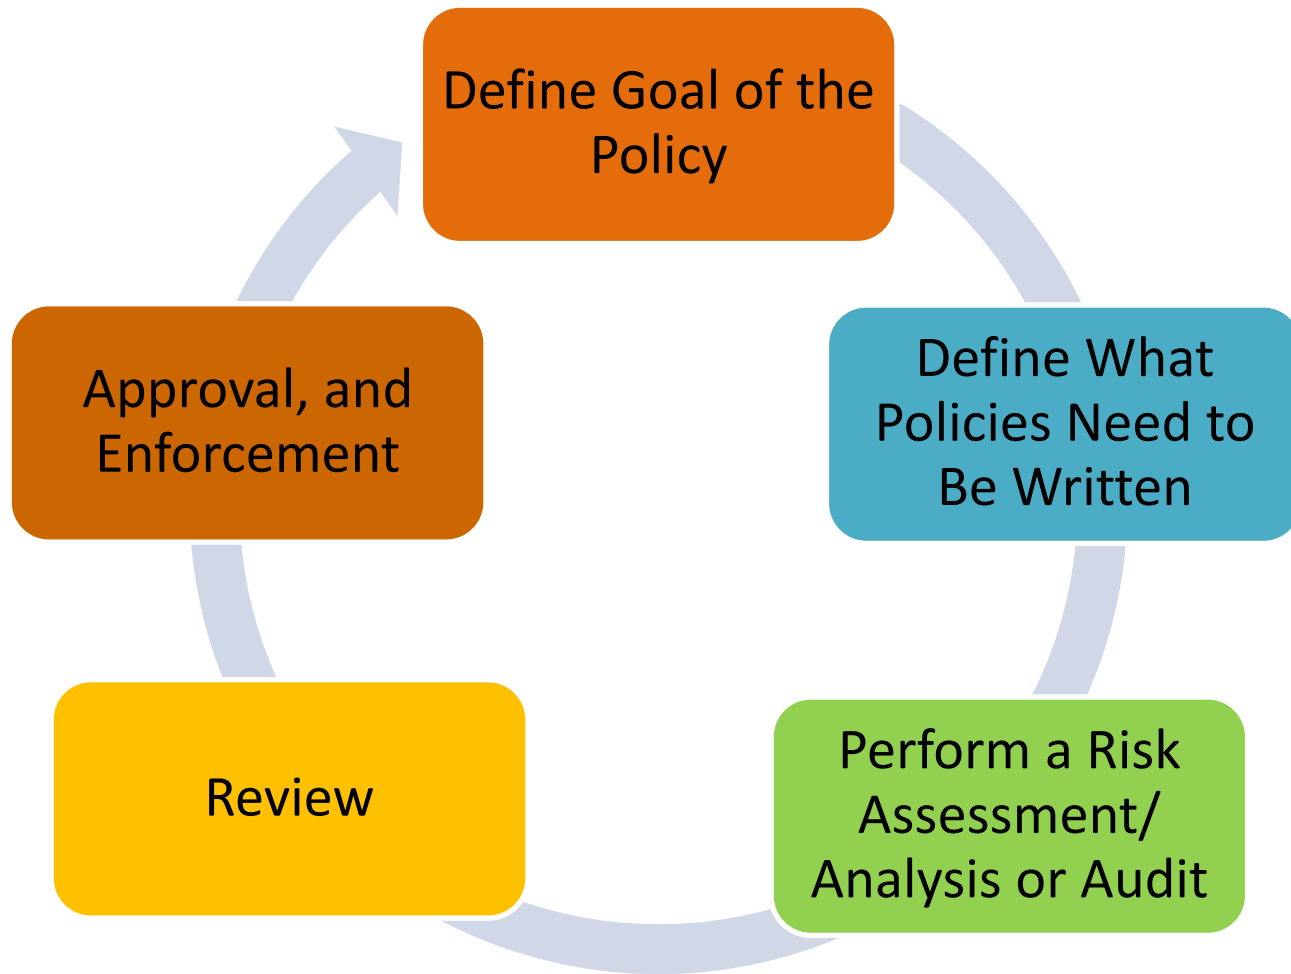 Define Goal of the
Policy
Define What
Policies Need to
Be Written
Perform a Risk
Assessment/
Analysis or Audit
Review
Approval, and
Enforcement